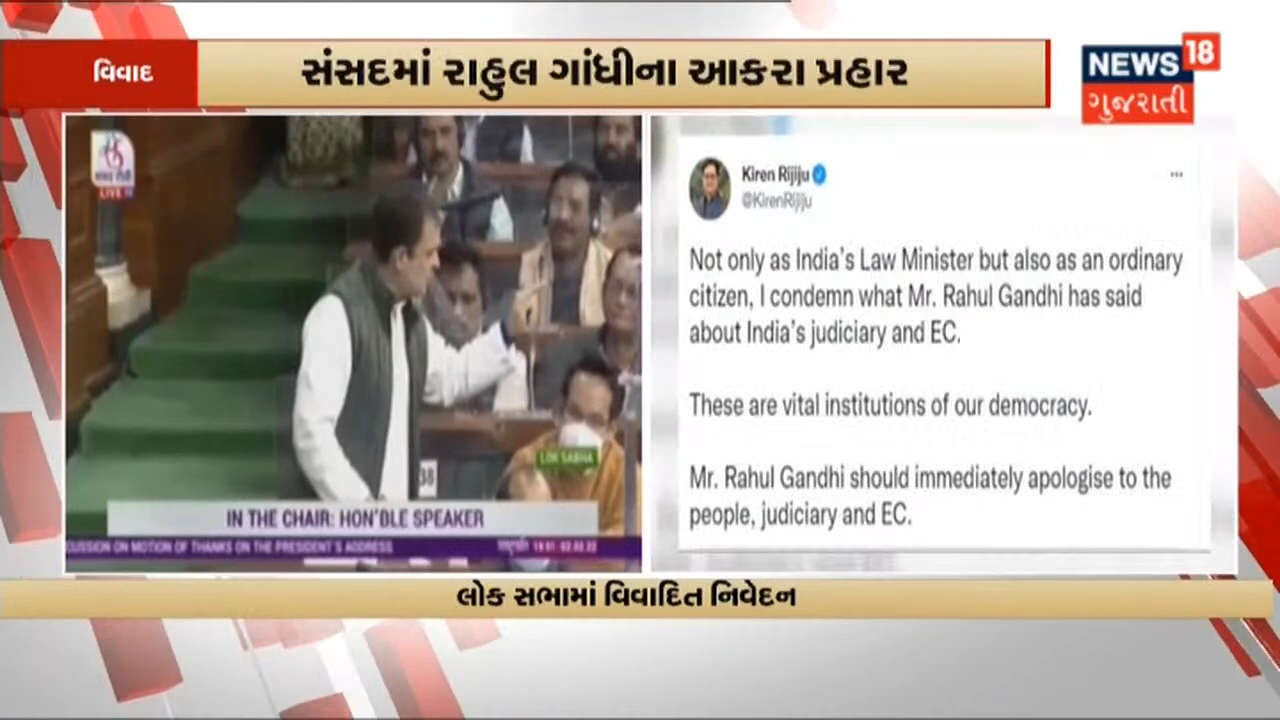 વિવાદ
સંસદમાં રાહુલ ગાંધીના આકરા પ્રહાર
NEWS 18
ગુજરાતી
LIVE
Kiren Rijiju
@KirenRijiju
Not only as India's Law Minister but also as an ordinary
citizen, I condemn what Mr. Rahul Gandhi has said
about India's judiciary and EC.
These are vital institutions of our democracy.
Mr. Rahul Gandhi should immediately apologise to the
people, judiciary and EC.
38
LOK SABHA
IN THE CHAIR: HON'BLE SPEAKER
CUSSION ON MOTION OF THANKS ON THE PRESIDENT'S ADDRESS
લોક સભામાં વિવાદિત નિવેદન